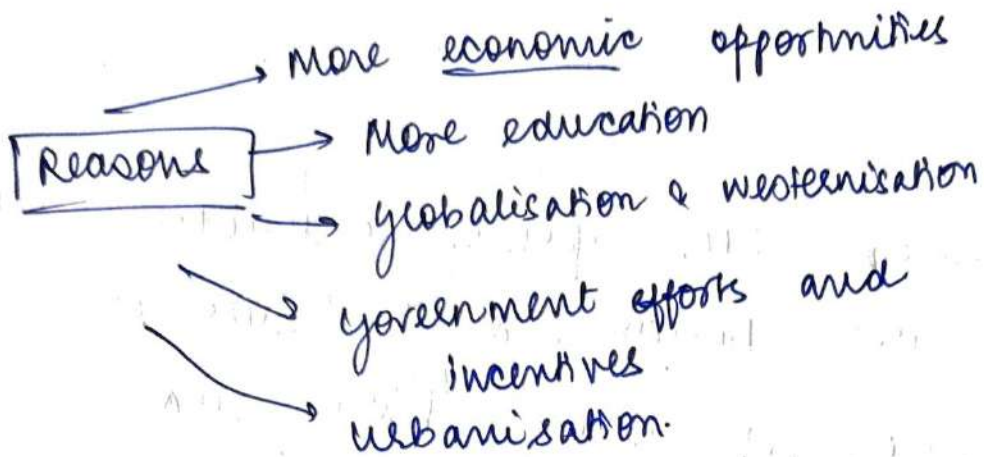 More economic opportunities
Reasons
More education
globalisation & westernisation
government efforts and
incentives
urbanisation.